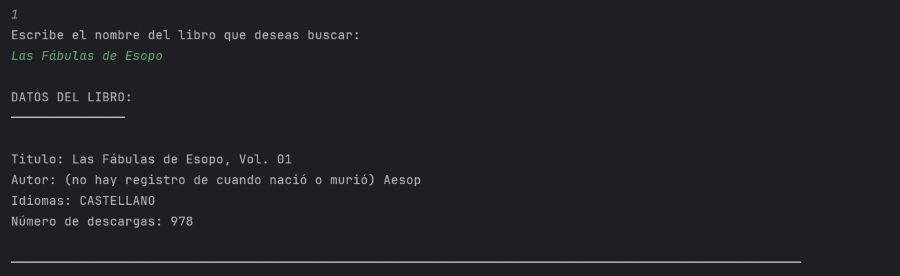 1
Escribe el nombre del libro que deseas buscar:
Las Fábulas de Esopo
DATOS DEL LIBRO:
Titulo: Las Fábulas de Esopo, Vol. 01
Autor: (no hay registro de cuando nació o murió) Aesop
Idiomas: CASTELLANO
Número de descargas: 978